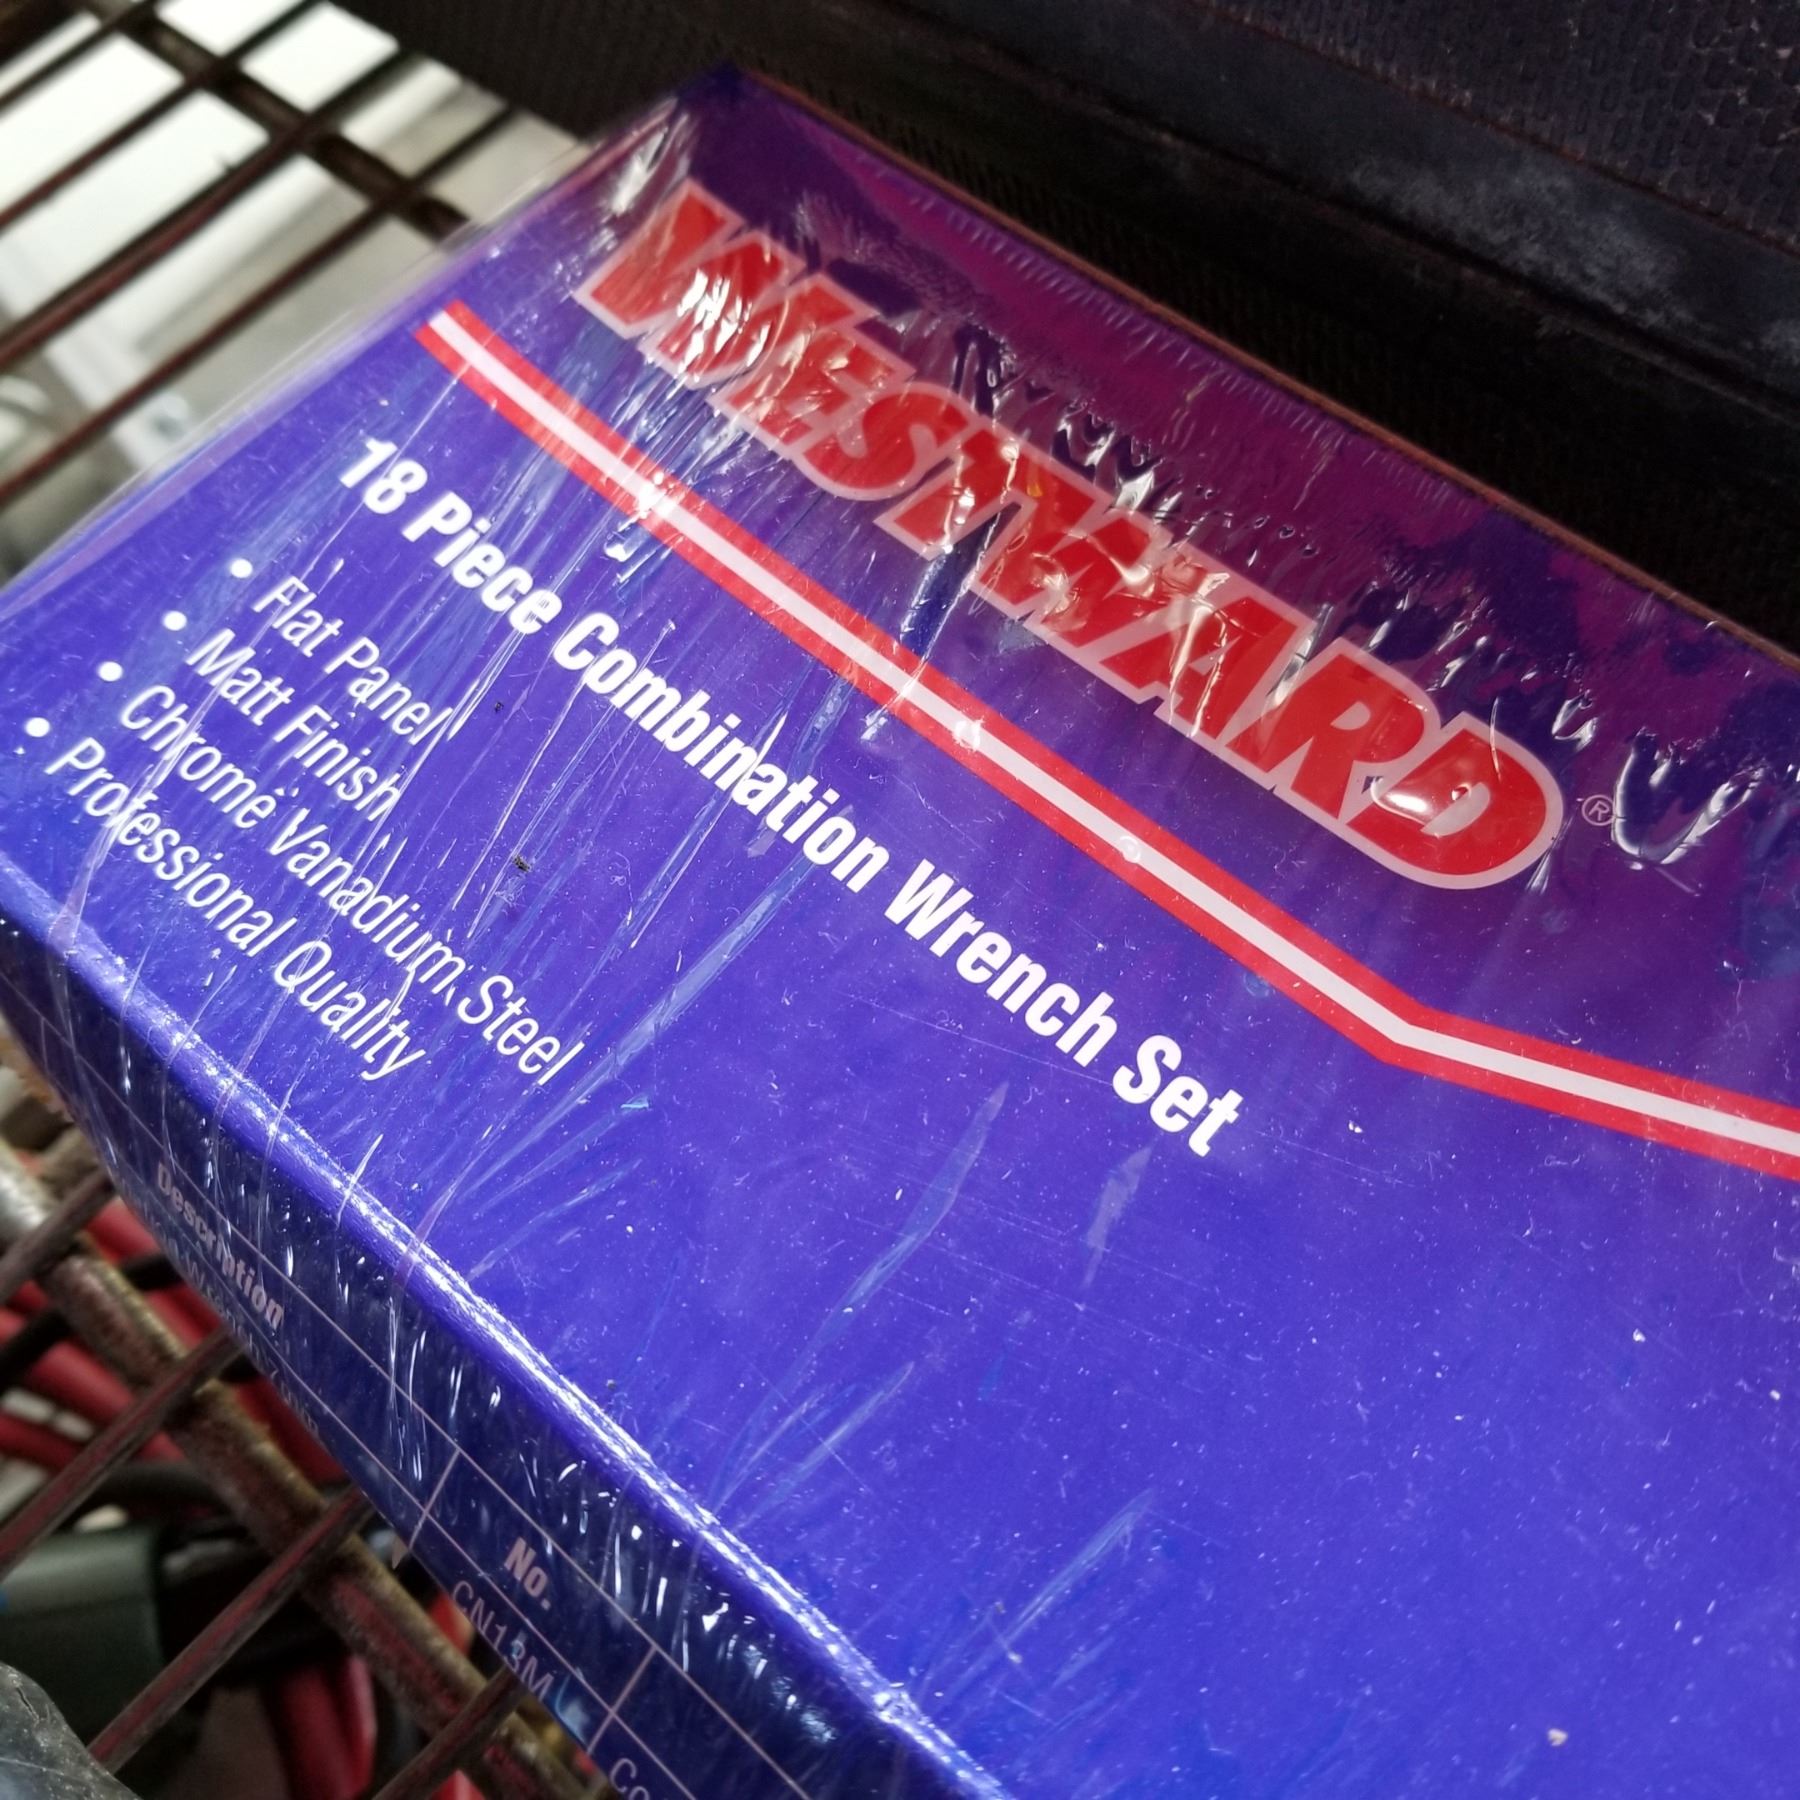 WESTWARD®
18 Piece Combination Wrench Set
• Flat Panel
• Matt Finish
• Chrome Vanadium Steel
• Professional Quality
Description
No.
CN13M